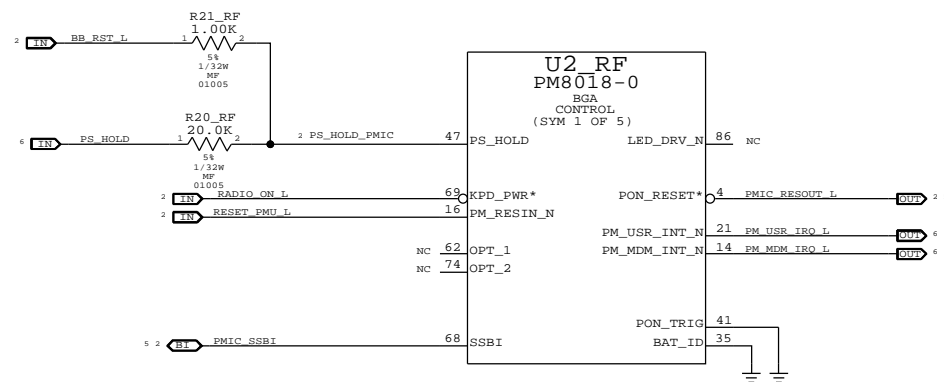 R21_RF
1.00K
2 IN BB_RST_L 1 2
5%
1/32W
MF
01005
U2_RF
PM8018-0
BGA
CONTROL
(SYM 1 OF 5)
R20_RF
20.0K
6 IN PS_HOLD 1 2 2 PS_HOLD_PMIC 47 PS_HOLD LED_DRV_N 86 NC
5%
1/32W
MF
01005
2 IN RADIO_ON_L 69 KPD_PWR* PON_RESET* 4 PMIC_RESOUT_L OUT 2
2 IN RESET_PMU_L 16 PM_RESIN_N
PM_USR_INT_N 21 PM_USR_IRQ_L OUT 6
NC 62 OPT_1 PM_MDM_INT_N 14 PM_MDM_IRQ_L OUT 6
NC 74 OPT_2
PON_TRIG 41
5 2 BI PMIC_SSBI 68 SSBI BAT_ID 35